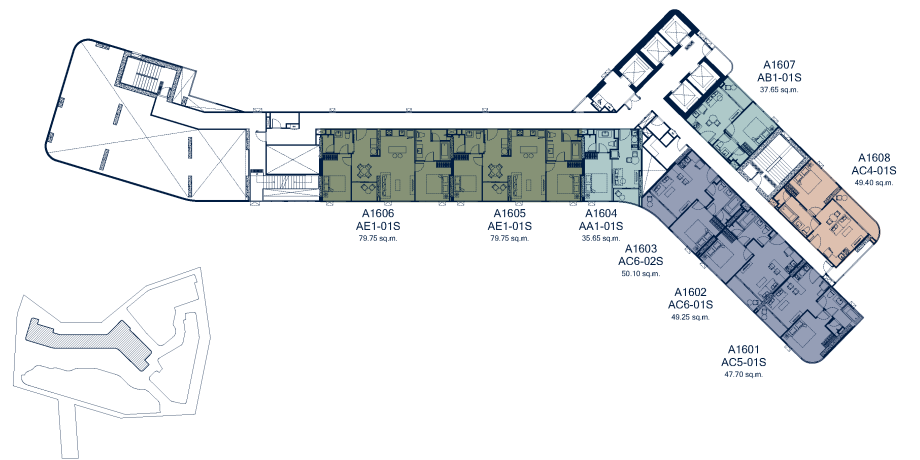 A1607
AB1-01S
37.65 sq.m.
A1608
AC4-01S
49.40 sq.m.
A1606
AE1-01S
79.75 sq.m.
A1605
AE1-01S
79.75 sq.m.
A1604
AA1-01S
35.65 sq.m.
A1603
AC6-02S
50.10 sq.m.
A1602
AC6-01S
49.25 sq.m.
A1601
AC5-01S
47.70 sq.m.